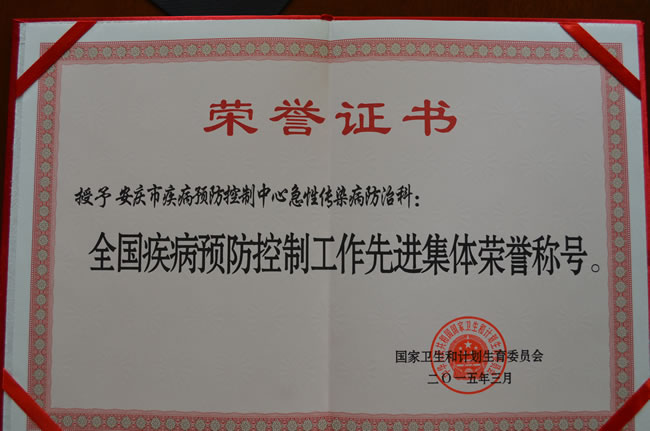 荣誉证书
授予 安庆市疾病预防控制中心急性传染病防治科：
全国疾病预防控制工作先进集体荣誉称号。
国家卫生和计划生育委员会
二〇一五年三月